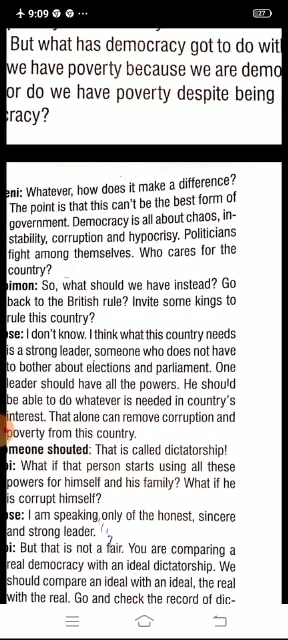 9:09
27
But what has democracy got to do wit
we have poverty because we are demo
or do we have poverty despite being
cracy?
eni: Whatever, how does it make a difference?
The point is that this can't be the best form of
government. Democracy is all about chaos, in-
stability, corruption and hypocrisy. Politicians
fight among themselves. Who cares for the
country?
imon: So, what should we have instead? Go
back to the British rule? Invite some kings to
rule this country?
se: I don't know. I think what this country needs
is a strong leader, someone who does not have
to bother about elections and parliament. One
leader should have all the powers. He should
be able to do whatever is needed in country's
interest. That alone can remove corruption and
poverty from this country.
meone shouted: That is called dictatorship!
i: What if that person starts using all these
powers for himself and his family? What if he
is corrupt himself?
se: I am speaking only of the honest, sincere
and strong leader.
i: But that is not a fair. You are comparing a
real democracy with an ideal dictatorship. We
should compare an ideal with an ideal, the real
with the real. Go and check the record of dic-